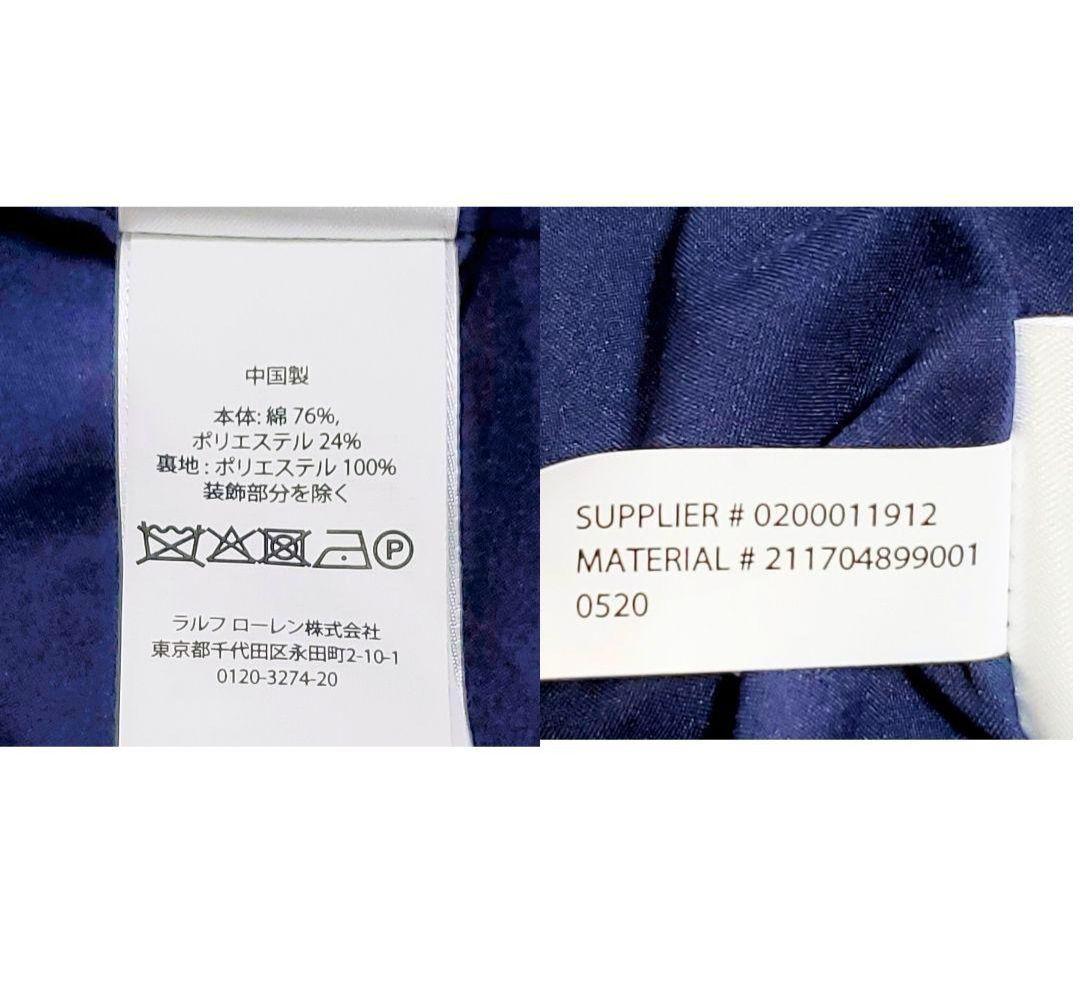 中国製
本体: 綿 76%,
ポリエステル 24%
裏地 : ポリエステル 100%
装飾部分を除く
P
ラルフ ローレン株式会社
東京都千代田区永田町2-10-1
0120-3274-20
SUPPLIER # 0200011912
MATERIAL # 211704899001
0520